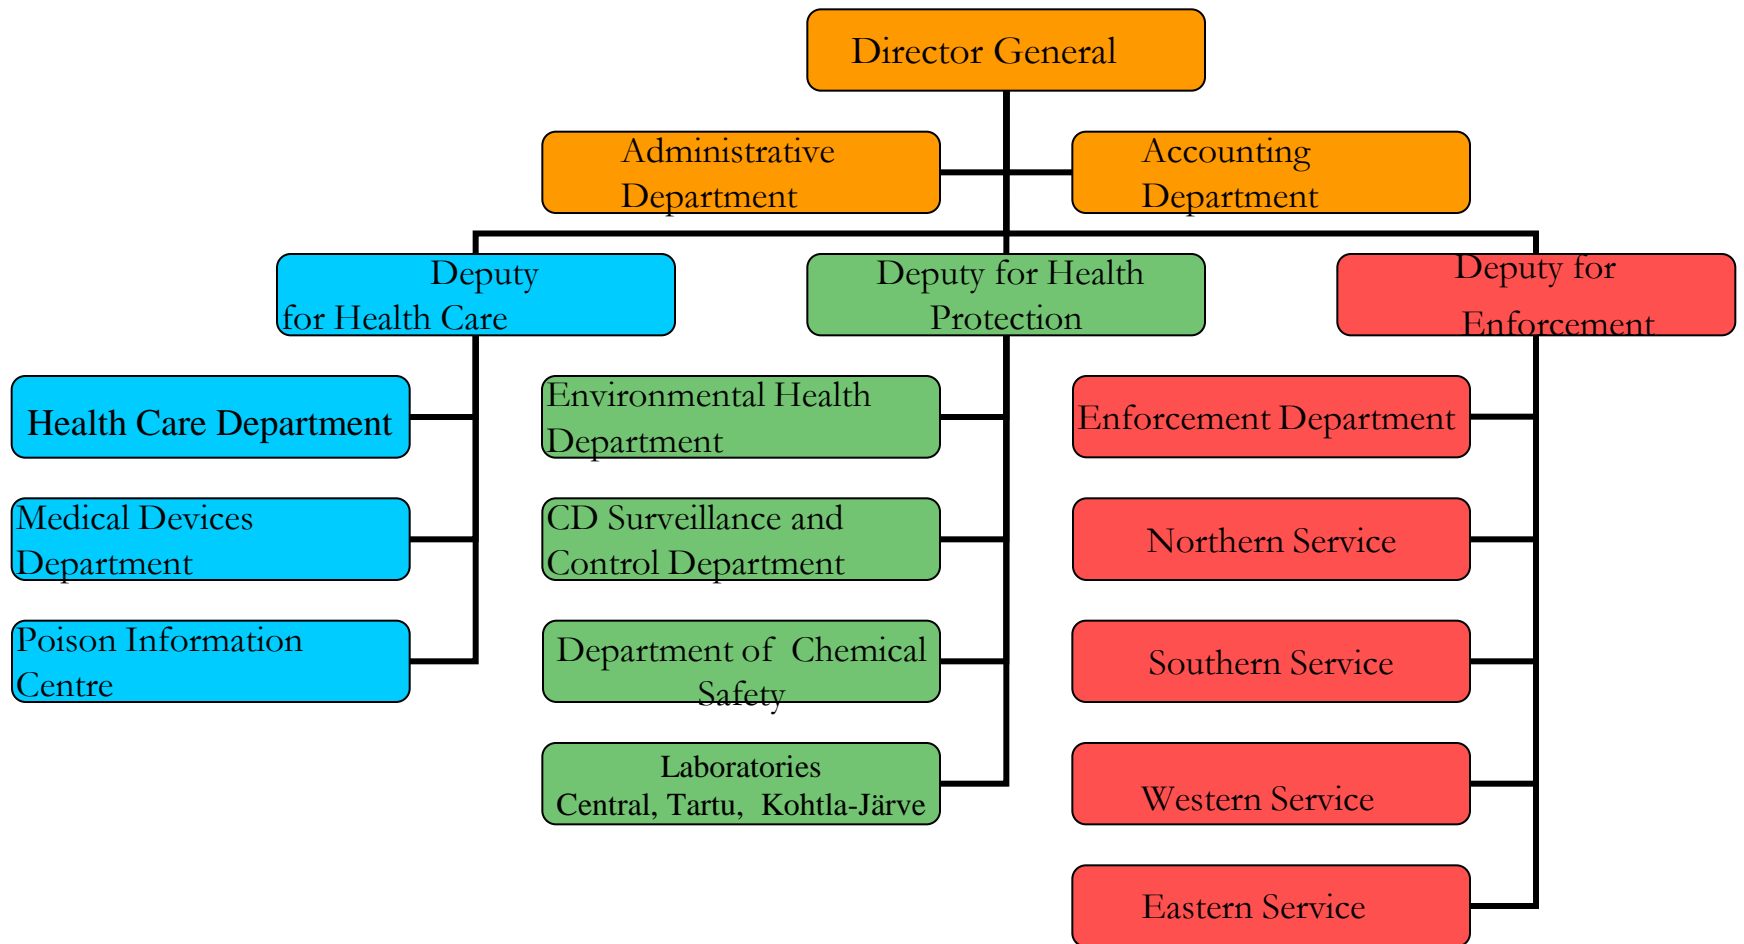 Director General
Administrative
Department
Accounting
Department
Deputy
for Health Care
Deputy for Health
Protection
Deputy for
Enforcement
Health Care Department
Medical Devices
Department
Poison Information
Centre
Environmental Health
Department
CD Surveillance and
Control Department
Department of  Chemical
Safety
Laboratories
Central, Tartu,  Kohtla-Järve
Enforcement Department
Northern Service
Southern Service
Western Service
Eastern Service